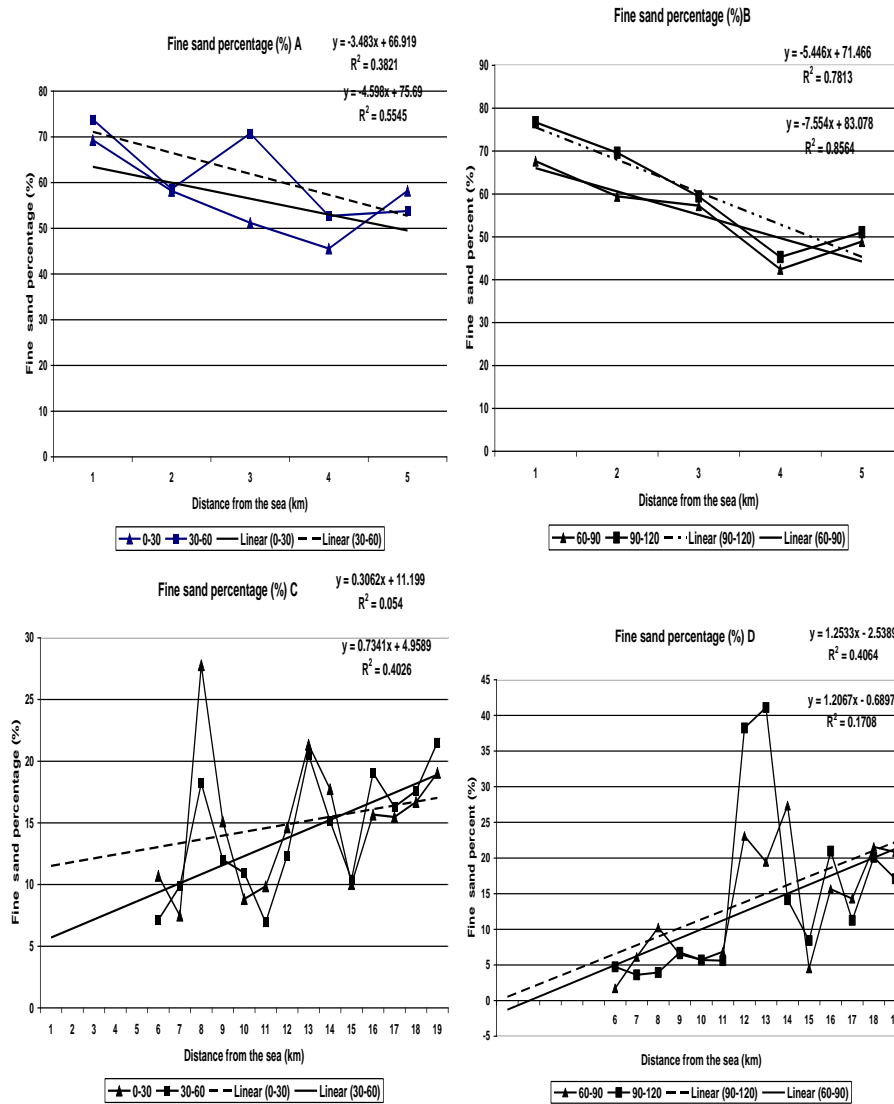 Fine sand percentage (%) A
y = -3.483x + 66.919
R2 = 0.3821
y = -4.598x + 75.69
R2 = 0.5545
80
70
60
50
40
30
20
10
0
Fine sand percentage (%)
1 2 3 4 5
Distance from the sea (km)
0-30 30-60 Linear (0-30) Linear (30-60)
Fine sand percentage (%)B
y = -5.446x + 71.466
R2 = 0.7813
y = -7.554x + 83.078
R2 = 0.8564
90
80
70
60
50
40
30
20
10
0
Fine sand percent (%)
1 2 3 4 5
Distance from the sea (km)
60-90 90-120 Linear (90-120) Linear (60-90)
Fine sand percentage (%) C
y = 0.3062x + 11.199
R2 = 0.054
y = 0.7341x + 4.9589
R2 = 0.4026
30
25
20
15
10
5
0
Fine sand percentage (%)
1 2 3 4 5 6 7 8 9 10 11 12 13 14 15 16 17 18 19
Distance from the sea (km)
0-30 30-60 Linear (0-30) Linear (30-60)
Fine sand percentage (%) D
y = 1.2533x - 2.5389
R2 = 0.4064
y = 1.2067x - 0.6897
R2 = 0.1708
45
40
35
30
25
20
15
10
5
0
-5
Fine sand percent (%)
6 7 8 9 10 11 12 13 14 15 16 17 18
Distance from the sea (km)
60-90 90-120 Linear (90-120) Linear (60-90)